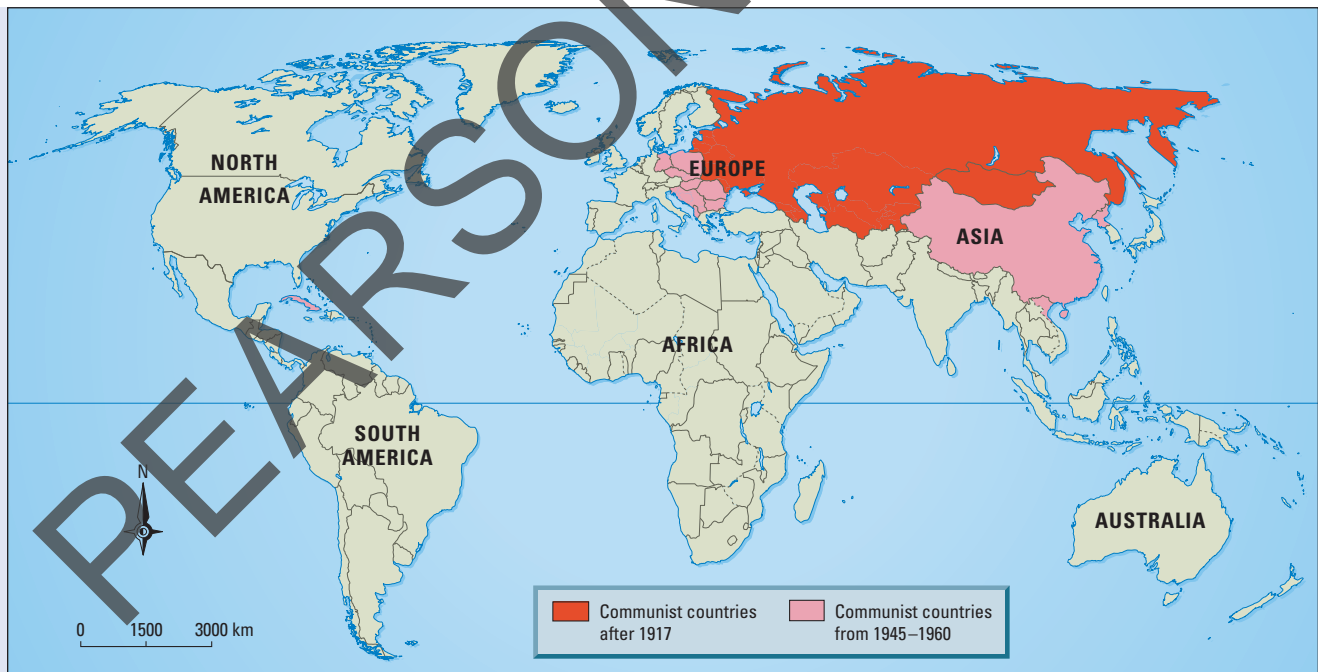 NORTH
AMERICA
EUROPE
ASIA
AFRICA
SOUTH
AMERICA
AUSTRALIA
N
0 1500 3000 km
Communist countries
after 1917
Communist countries
from 1945–1960
PEARSON